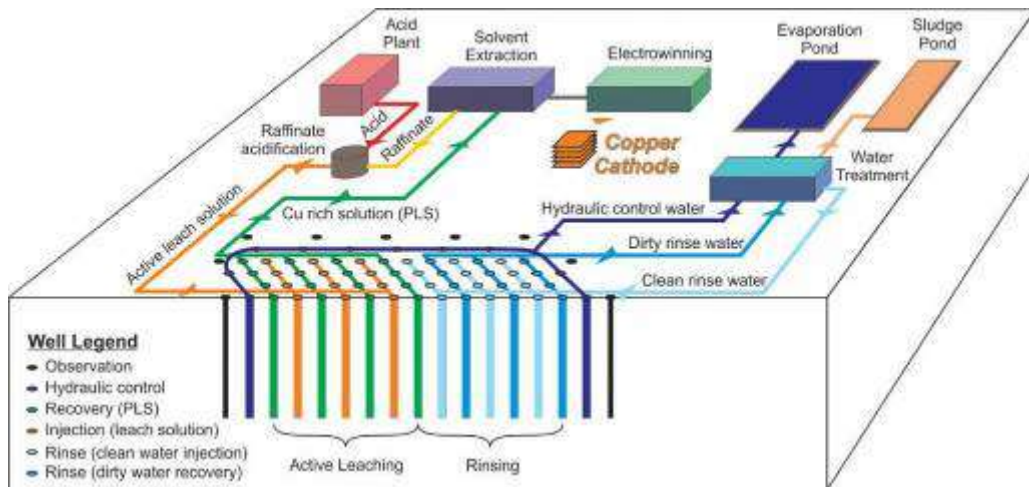 Acid
Plant
Solvent
Extraction
Electrowinning
Evaporation
Pond
Sludge
Pond
Raffinate
acidification
Acid
Raffinate
Copper
Cathode
Water
Treatment
Active leach solution
Cu rich solution (PLS)
Hydraulic control water
Dirty rinse water
Clean rinse water
Well Legend
Observation
Hydraulic control
Recovery (PLS)
Injection (leach solution)
Rinse (clean water injection)
Rinse (dirty water recovery)
Active Leaching
Rinsing